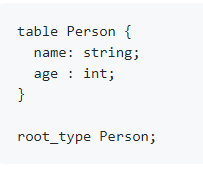 table Person {
  name: string;
  age : int;
}

root_type Person;